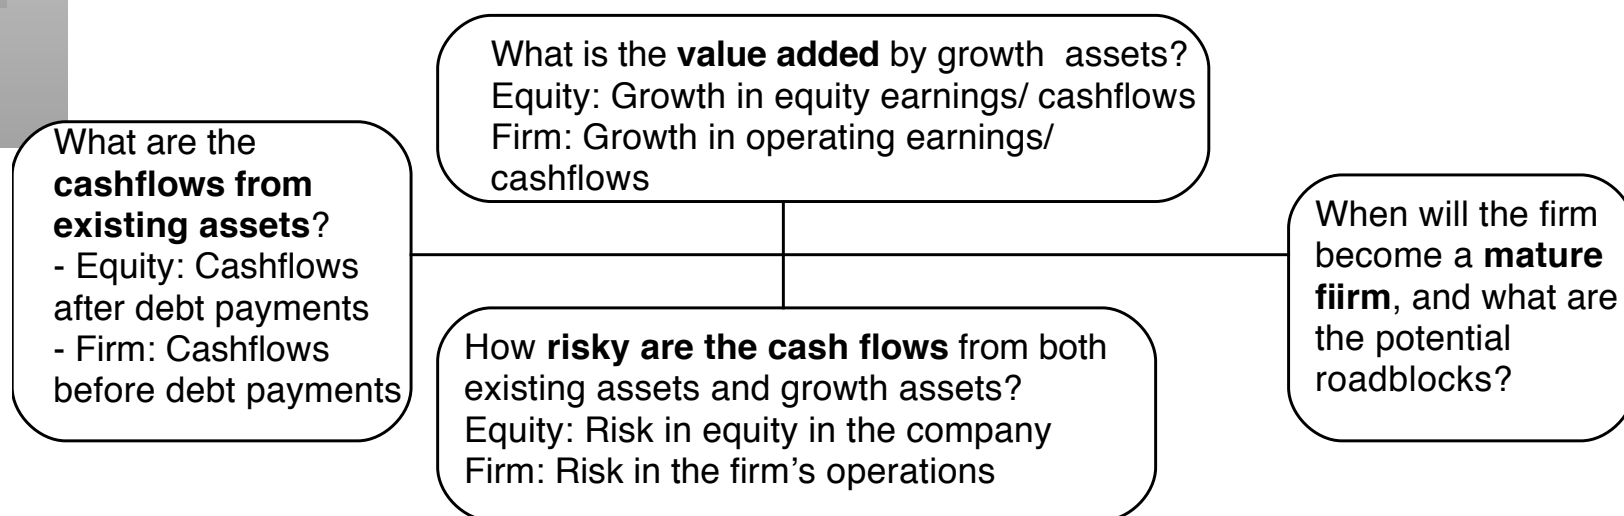 What is the value added by growth  assets?
Equity: Growth in equity earnings/ cashflows
Firm: Growth in operating earnings/
cashflows
What are the
cashflows from
existing assets?
- Equity: Cashflows
after debt payments
- Firm: Cashflows
before debt payments
How risky are the cash flows from both
existing assets and growth assets?
Equity: Risk in equity in the company
Firm: Risk in the firm’s operations
When will the firm
become a mature
fiirm, and what are
the potential
roadblocks?